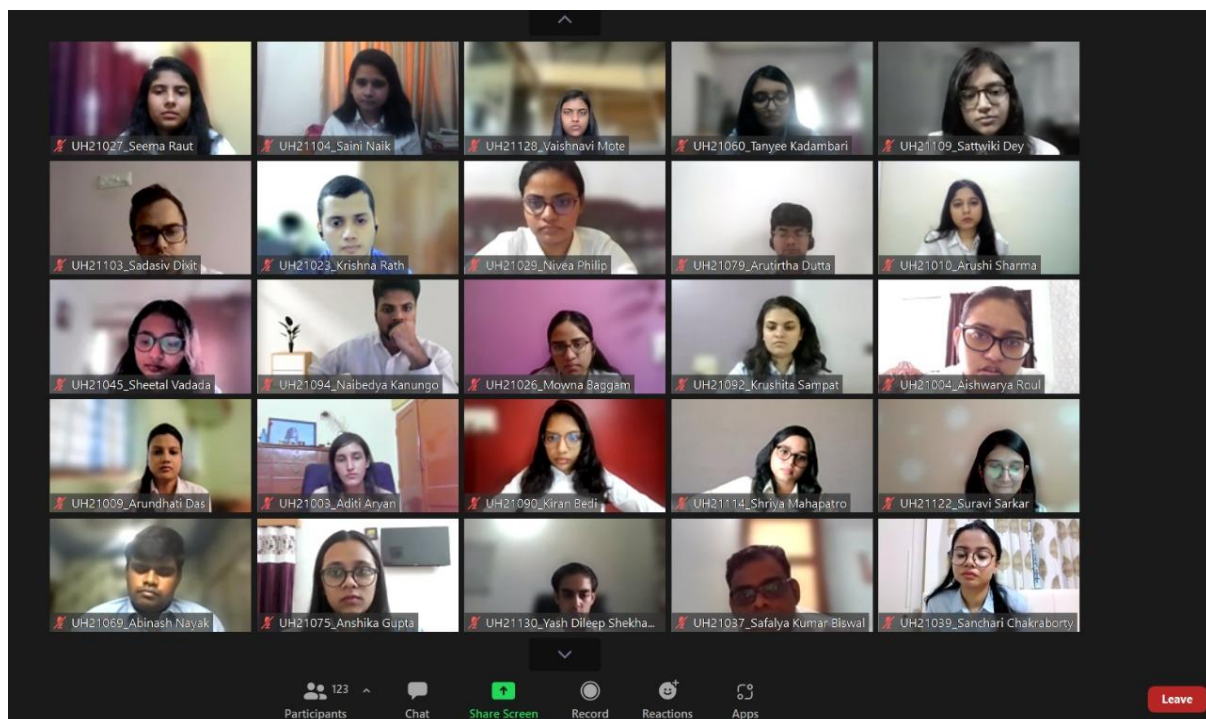 UH21027_Seema Raut
UH21104_Saini Naik
UH21128_Vaishnavi Mote
UH21060_Tanyee Kadambari
UH21109_Sattwiki Dey
UH21103_Sadasiv Dixit
UH21023_Krishna Rath
UH21029_Nivea Philip
UH21079_Arutirtha Dutta
UH21010_Arushi Sharma
UH21045_Sheetal Vadada
UH21094_Naibedya Kanungo
UH21026_Mowna Baggam
UH21092_Krushita Sampat
UH21004_Aishwarya Roul
UH21009_Arundhati Das
UH21003_Aditi Aryan
UH21090_Kiran Bedi
UH21114_Shriya Mahapatro
UH21122_Suravi Sarkar
UH21069_Abinash Nayak
UH21075_Anshika Gupta
UH21130_Yash Dileep Shekha...
UH21037_Safalya Kumar Biswal
UH21039_Sanchari Chakraborty
123
Participants
Chat
Share Screen
Record
Reactions
Apps
Leave